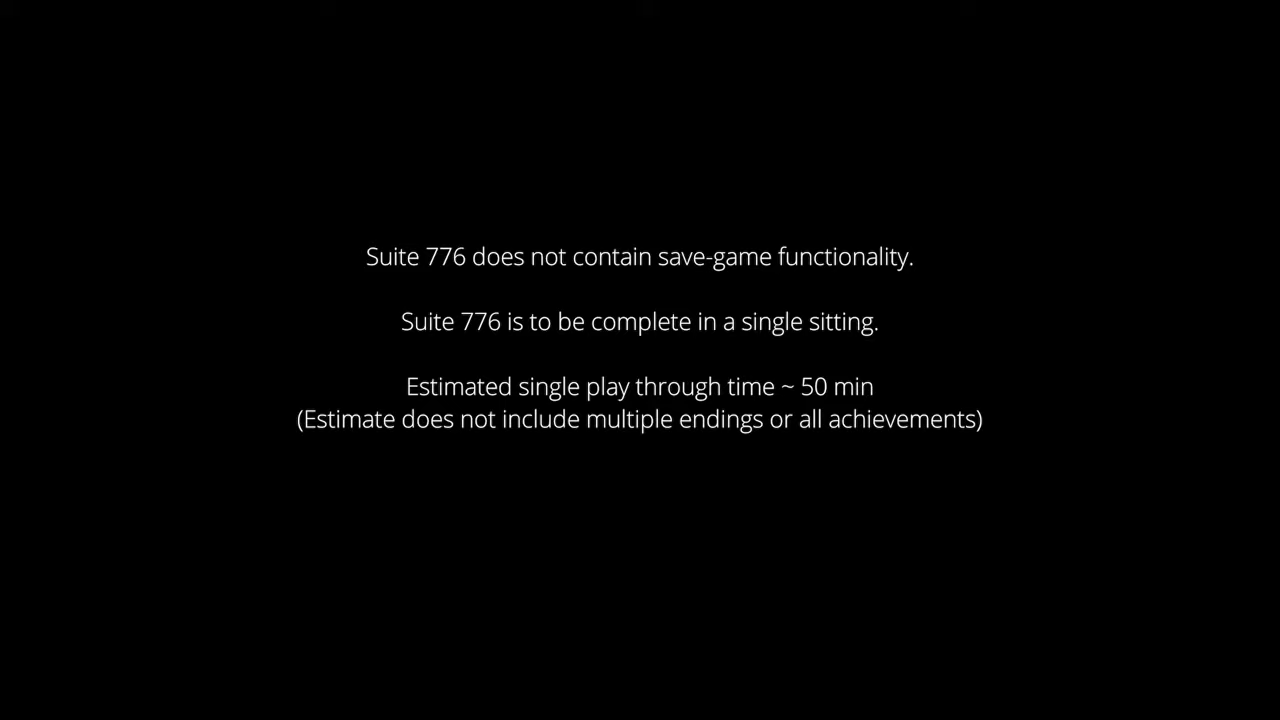 Suite 776 does not contain save-game functionality.
Suite 776 is to be complete in a single sitting.
Estimated single play through time ~ 50 min
(Estimate does not include multiple endings or all achievements)